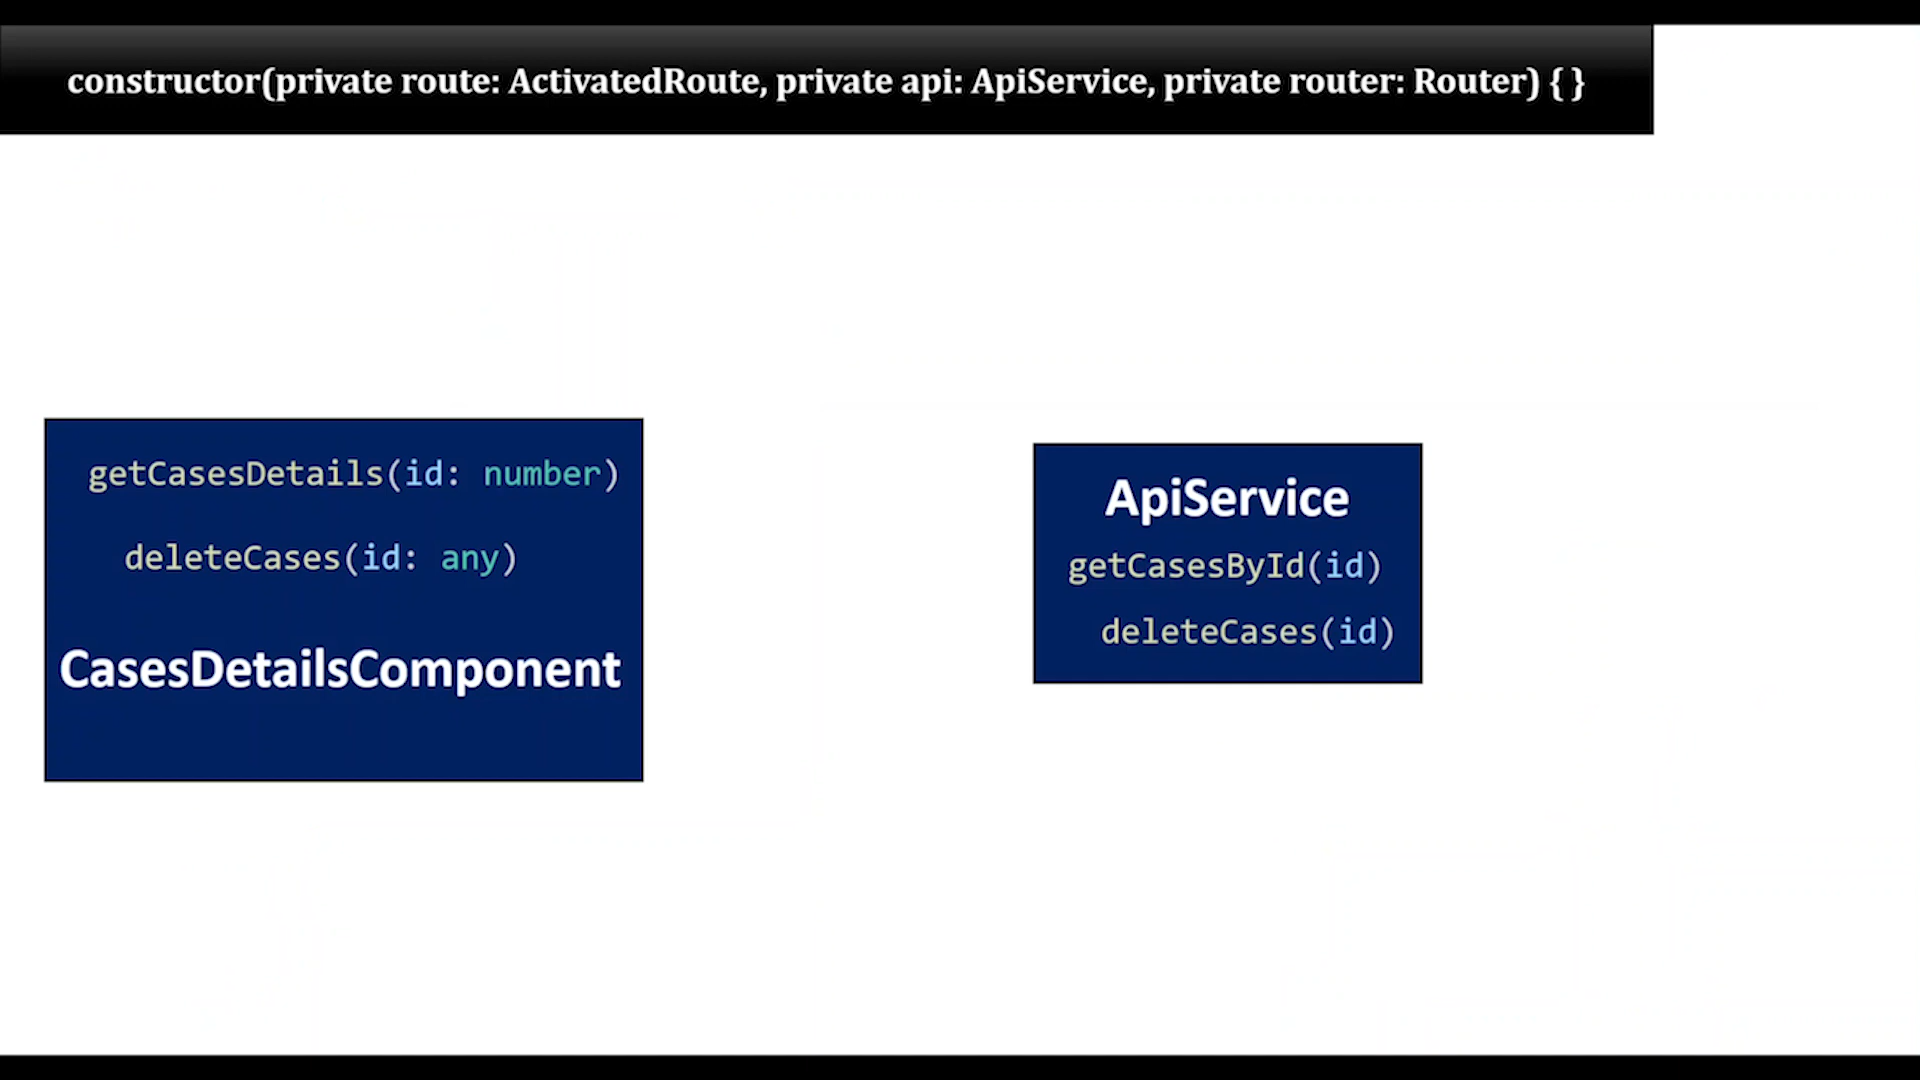 constructor(private route: ActivatedRoute, private api: ApiService, private router: Router) { }
getCasesDetails(id: number)
deleteCases(id: any)
CasesDetailsComponent
ApiService
getCasesById(id)
deleteCases(id)